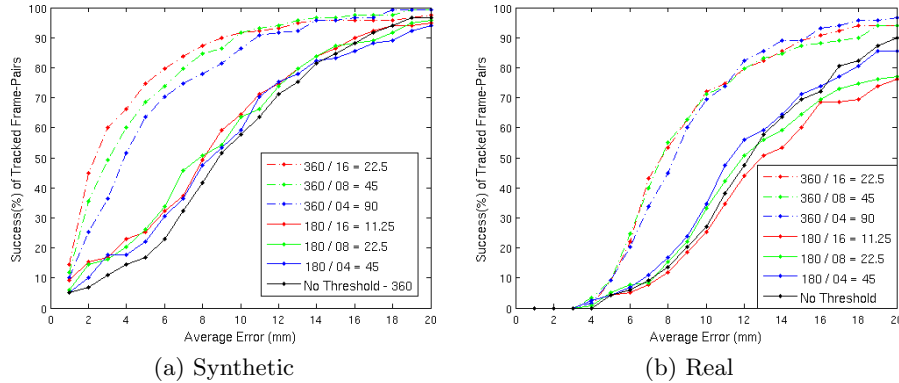 Success(%) of Tracked Frame-Pairs
100
90
80
70
60
50
40
30
20
10
0
0 2 4 6 8 10 12 14 16 18 20
Average Error (mm)
360 / 16 = 22.5
360 / 08 = 45
360 / 04 = 90
180 / 16 = 11.25
180 / 08 = 22.5
180 / 04 = 45
No Threshold - 360
(a) Synthetic
Success(%) of Tracked Frame-Pairs
100
90
80
70
60
50
40
30
20
10
0
0 2 4 6 8 10 12 14 16 18 20
Average Error (mm)
360 / 16 = 22.5
360 / 08 = 45
360 / 04 = 90
180 / 16 = 11.25
180 / 08 = 22.5
180 / 04 = 45
No Threshold
(b) Real